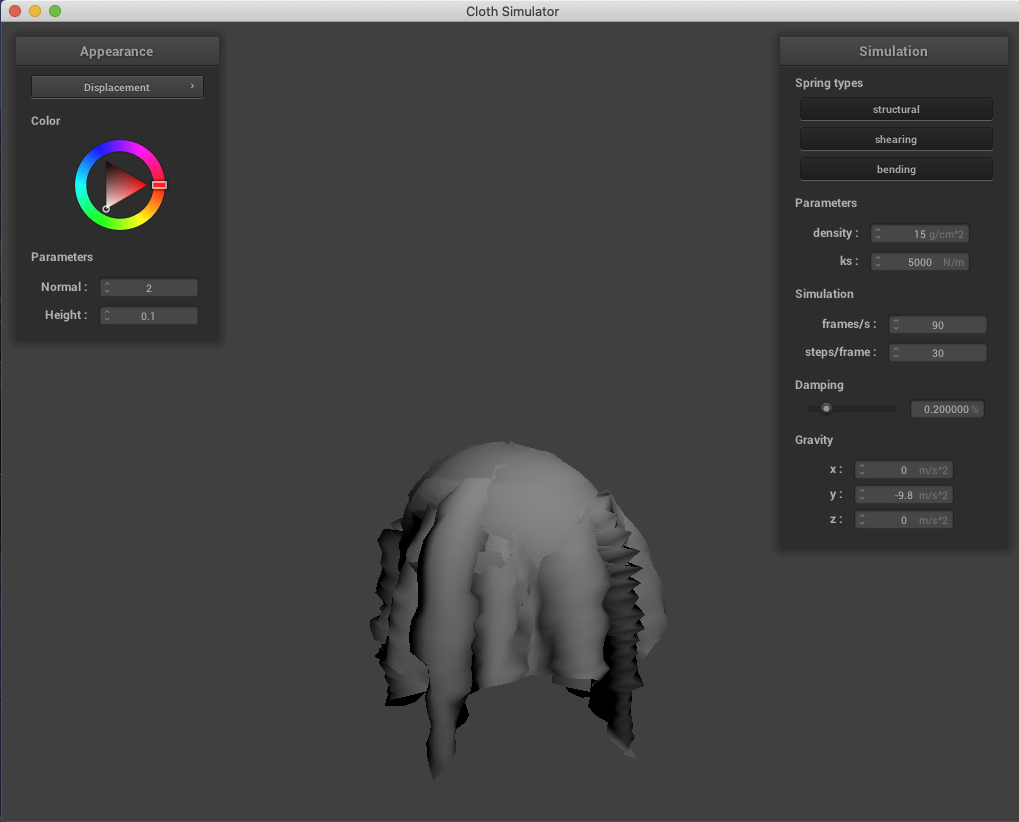 Cloth Simulator
Appearance
Displacement ›
Color
Parameters
Normal : 2
Height : 0.1
Simulation
Spring types
structural
shearing
bending
Parameters
density : 15 g/cm^2
ks : 5000 N/m
Simulation
frames/s : 90
steps/frame : 30
Damping
0.200000 %
Gravity
x : 0 m/s^2
y : -9.8 m/s^2
z : 0 m/s^2